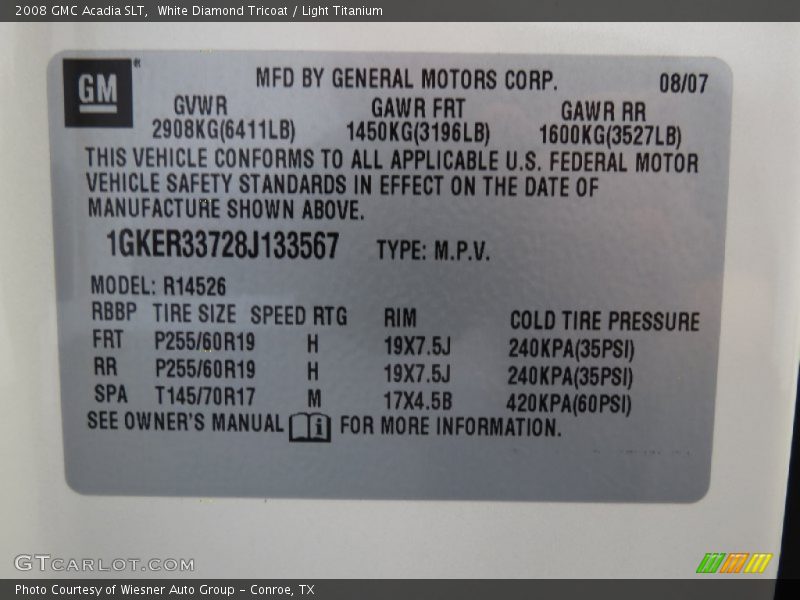 2008 GMC Acadia SLT,  White Diamond Tricoat / Light Titanium
GM
MFD BY GENERAL MOTORS CORP. 08/07
GVWR GAWR FRT GAWR RR
2908KG(6411LB) 1450KG(3196LB) 1600KG(3527LB)
THIS VEHICLE CONFORMS TO ALL APPLICABLE U.S. FEDERAL MOTOR
VEHICLE SAFETY STANDARDS IN EFFECT ON THE DATE OF
MANUFACTURE SHOWN ABOVE.
1GKER33728J133567 TYPE: M.P.V.
MODEL: R14526
RBBP TIRE SIZE SPEED RTG RIM COLD TIRE PRESSURE
FRT P255/60R19 H 19X7.5J 240KPA(35PSI)
RR P255/60R19 H 19X7.5J 240KPA(35PSI)
SPA T145/70R17 M 17X4.5B 420KPA(60PSI)
SEE OWNER'S MANUAL i FOR MORE INFORMATION.
GTCARLOT.COM
Photo Courtesy of Wiesner Auto Group - Conroe, TX